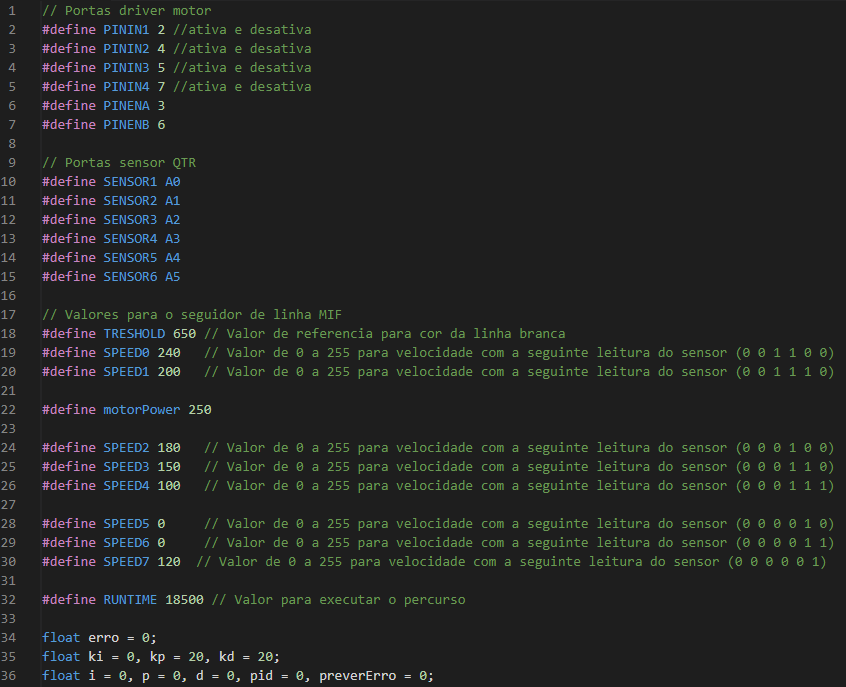 1 // Portas driver motor
2 #define PININ1 2 //ativa e desativa
3 #define PININ2 4 //ativa e desativa
4 #define PININ3 5 //ativa e desativa
5 #define PININ4 7 //ativa e desativa
6 #define PINENA 3
7 #define PINENB 6
8
9 // Portas sensor QTR
10 #define SENSOR1 A0
11 #define SENSOR2 A1
12 #define SENSOR3 A2
13 #define SENSOR4 A3
14 #define SENSOR5 A4
15 #define SENSOR6 A5
16
17 // Valores para o seguidor de linha MIF
18 #define TRESHOLD 650 // Valor de referencia para cor da linha branca
19 #define SPEED0 240 // Valor de 0 a 255 para velocidade com a seguinte leitura do sensor (0 0 1 1 0 0)
20 #define SPEED1 200 // Valor de 0 a 255 para velocidade com a seguinte leitura do sensor (0 0 1 1 1 0)
21
22 #define motorPower 250
23
24 #define SPEED2 180 // Valor de 0 a 255 para velocidade com a seguinte leitura do sensor (0 0 0 1 0 0)
25 #define SPEED3 150 // Valor de 0 a 255 para velocidade com a seguinte leitura do sensor (0 0 0 1 1 0)
26 #define SPEED4 100 // Valor de 0 a 255 para velocidade com a seguinte leitura do sensor (0 0 0 1 1 1)
27
28 #define SPEED5 0 // Valor de 0 a 255 para velocidade com a seguinte leitura do sensor (0 0 0 0 1 0)
29 #define SPEED6 0 // Valor de 0 a 255 para velocidade com a seguinte leitura do sensor (0 0 0 0 1 1)
30 #define SPEED7 120 // Valor de 0 a 255 para velocidade com a seguinte leitura do sensor (0 0 0 0 0 1)
31
32 #define RUNTIME 18500 // Valor para executar o percurso
33
34 float erro = 0;
35 float ki = 0, kp = 20, kd = 20;
36 float i = 0, p = 0, d = 0, pid = 0, preverErro = 0;